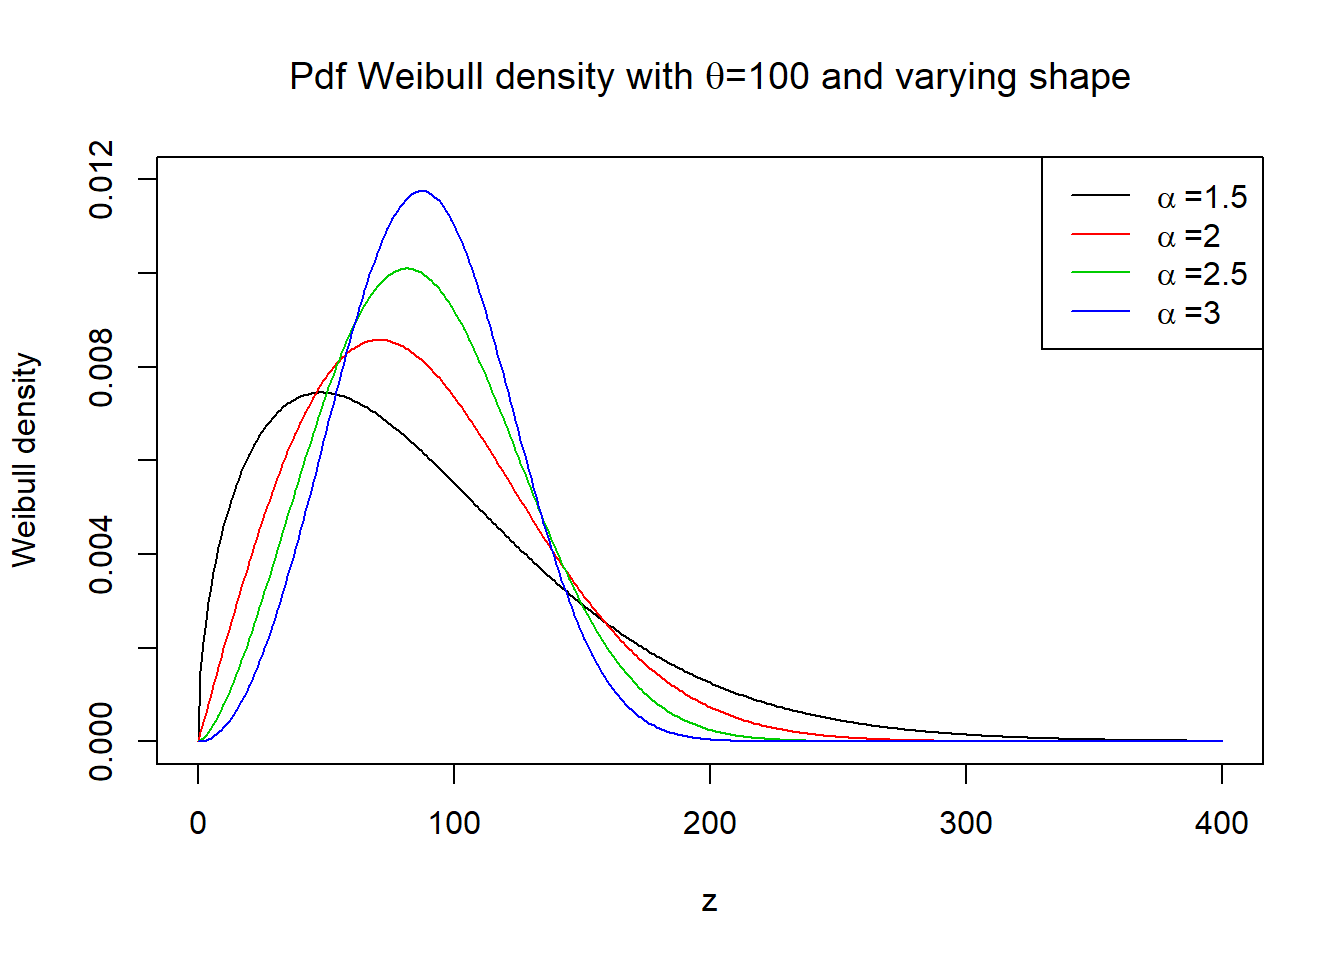 Pdf Weibull density with θ=100 and varying shape
Weibull density
0.012
0.008
0.004
0.000
α =1.5
α =2
α =2.5
α =3
0 100 200 300 400
z